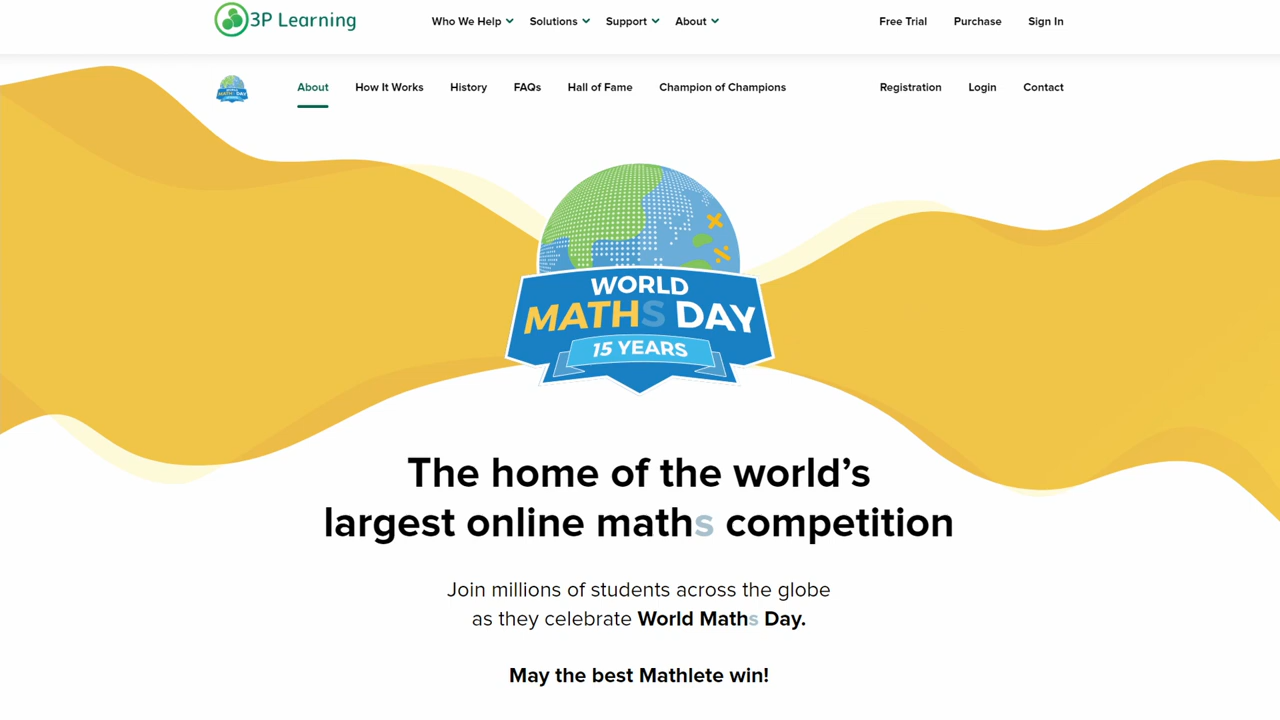 3P Learning
Who We Help Solutions Support About
Free Trial Purchase Sign In
About How It Works History FAQs Hall of Fame Champion of Champions
Registration Login Contact
WORLD
MATHS DAY
15 YEARS
The home of the world's
largest online maths competition
Join millions of students across the globe
as they celebrate World Maths Day.
May the best Mathlete win!